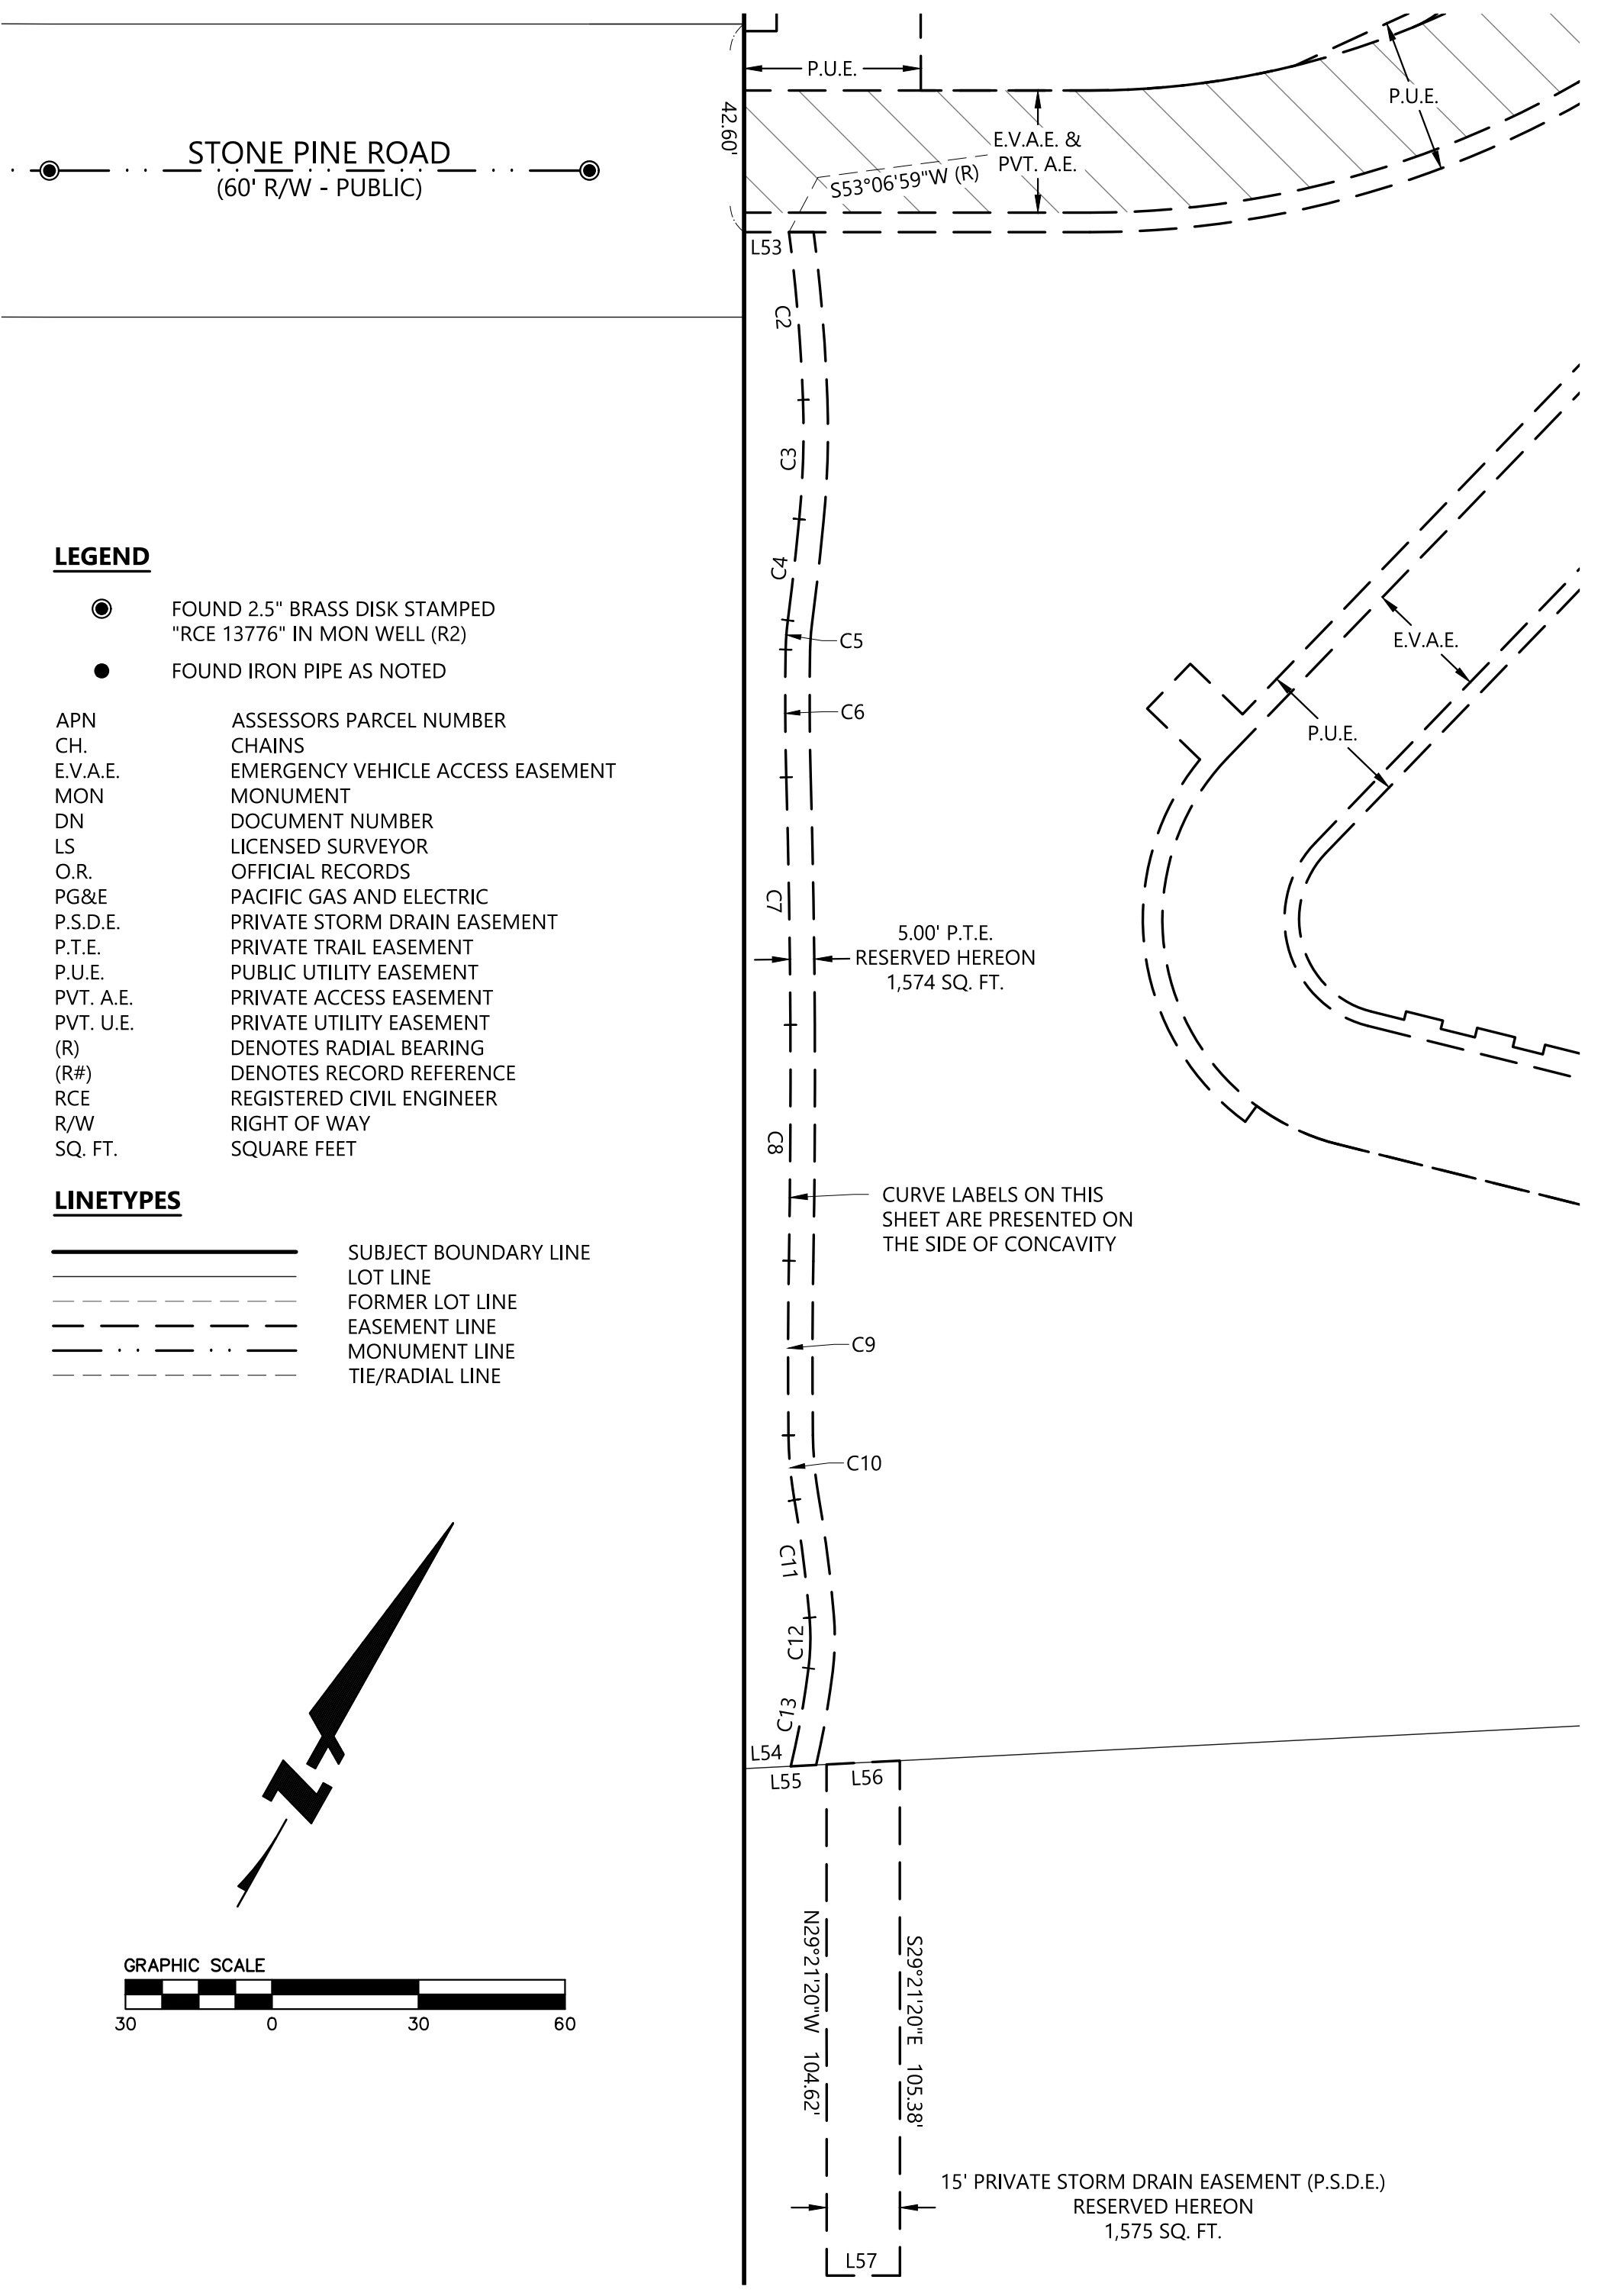 P.U.E.
P.U.E.
42.60'
STONE PINE ROAD
(60' R/W - PUBLIC)
E.V.A.E. &
PVT. A.E.
S53°06'59"W (R)
L53
C2
C3
C4
C5
C6
C7
5.00' P.T.E.
RESERVED HEREON
1,574 SQ. FT.
E.V.A.E.
P.U.E.
LEGEND
FOUND 2.5" BRASS DISK STAMPED
"RCE 13776" IN MON WELL (R2)
FOUND IRON PIPE AS NOTED
APN ASSESSORS PARCEL NUMBER
CH. CHAINS
E.V.A.E. EMERGENCY VEHICLE ACCESS EASEMENT
MON MONUMENT
DN DOCUMENT NUMBER
LS LICENSED SURVEYOR
O.R. OFFICIAL RECORDS
PG&E PACIFIC GAS AND ELECTRIC
P.S.D.E. PRIVATE STORM DRAIN EASEMENT
P.T.E. PRIVATE TRAIL EASEMENT
P.U.E. PUBLIC UTILITY EASEMENT
PVT. A.E. PRIVATE ACCESS EASEMENT
PVT. U.E. PRIVATE UTILITY EASEMENT
(R) DENOTES RADIAL BEARING
(R#) DENOTES RECORD REFERENCE
RCE REGISTERED CIVIL ENGINEER
R/W RIGHT OF WAY
SQ. FT. SQUARE FEET
C8
CURVE LABELS ON THIS
SHEET ARE PRESENTED ON
THE SIDE OF CONCAVITY
LINETYPES
SUBJECT BOUNDARY LINE
LOT LINE
FORMER LOT LINE
EASEMENT LINE
MONUMENT LINE
TIE/RADIAL LINE
C9
C10
C11
C12
C13
L54
L55
L56
Z
N29°21'20"W 104.62'
S29°21'20"E 105.38'
GRAPHIC SCALE
30 0 30 60
15' PRIVATE STORM DRAIN EASEMENT (P.S.D.E.)
RESERVED HEREON
1,575 SQ. FT.
L57